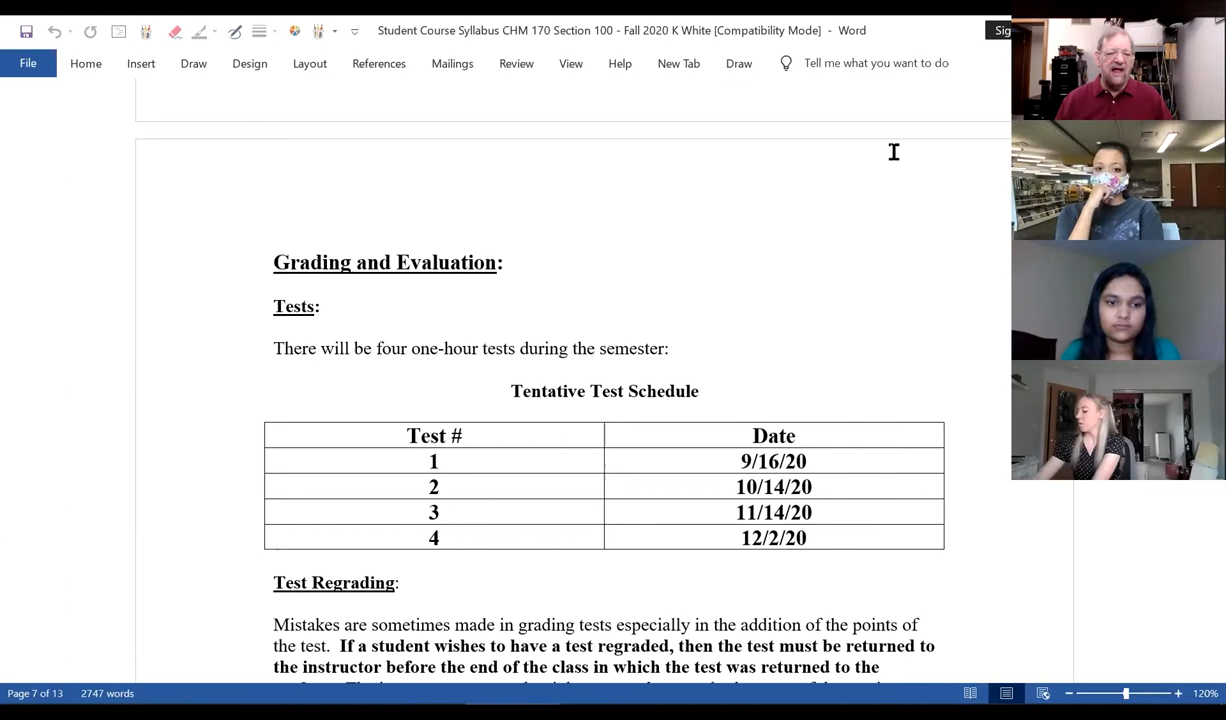 Student Course Syllabus CHM 170 Section 100 - Fall 2020 K White [Compatibility Mode] - Word
File Home Insert Draw Design Layout References Mailings Review View Help New Tab Draw Tell me what you want to do
Grading and Evaluation:
Tests:
There will be four one-hour tests during the semester:
Tentative Test Schedule
Test # Date
1 9/16/20
2 10/14/20
3 11/14/20
4 12/2/20
Test Regrading:
Mistakes are sometimes made in grading tests especially in the addition of the points of
the test. If a student wishes to have a test regraded, then the test must be returned to
the instructor before the end of the class in which the test was returned to the
Page 7 of 13 2747 words 120%